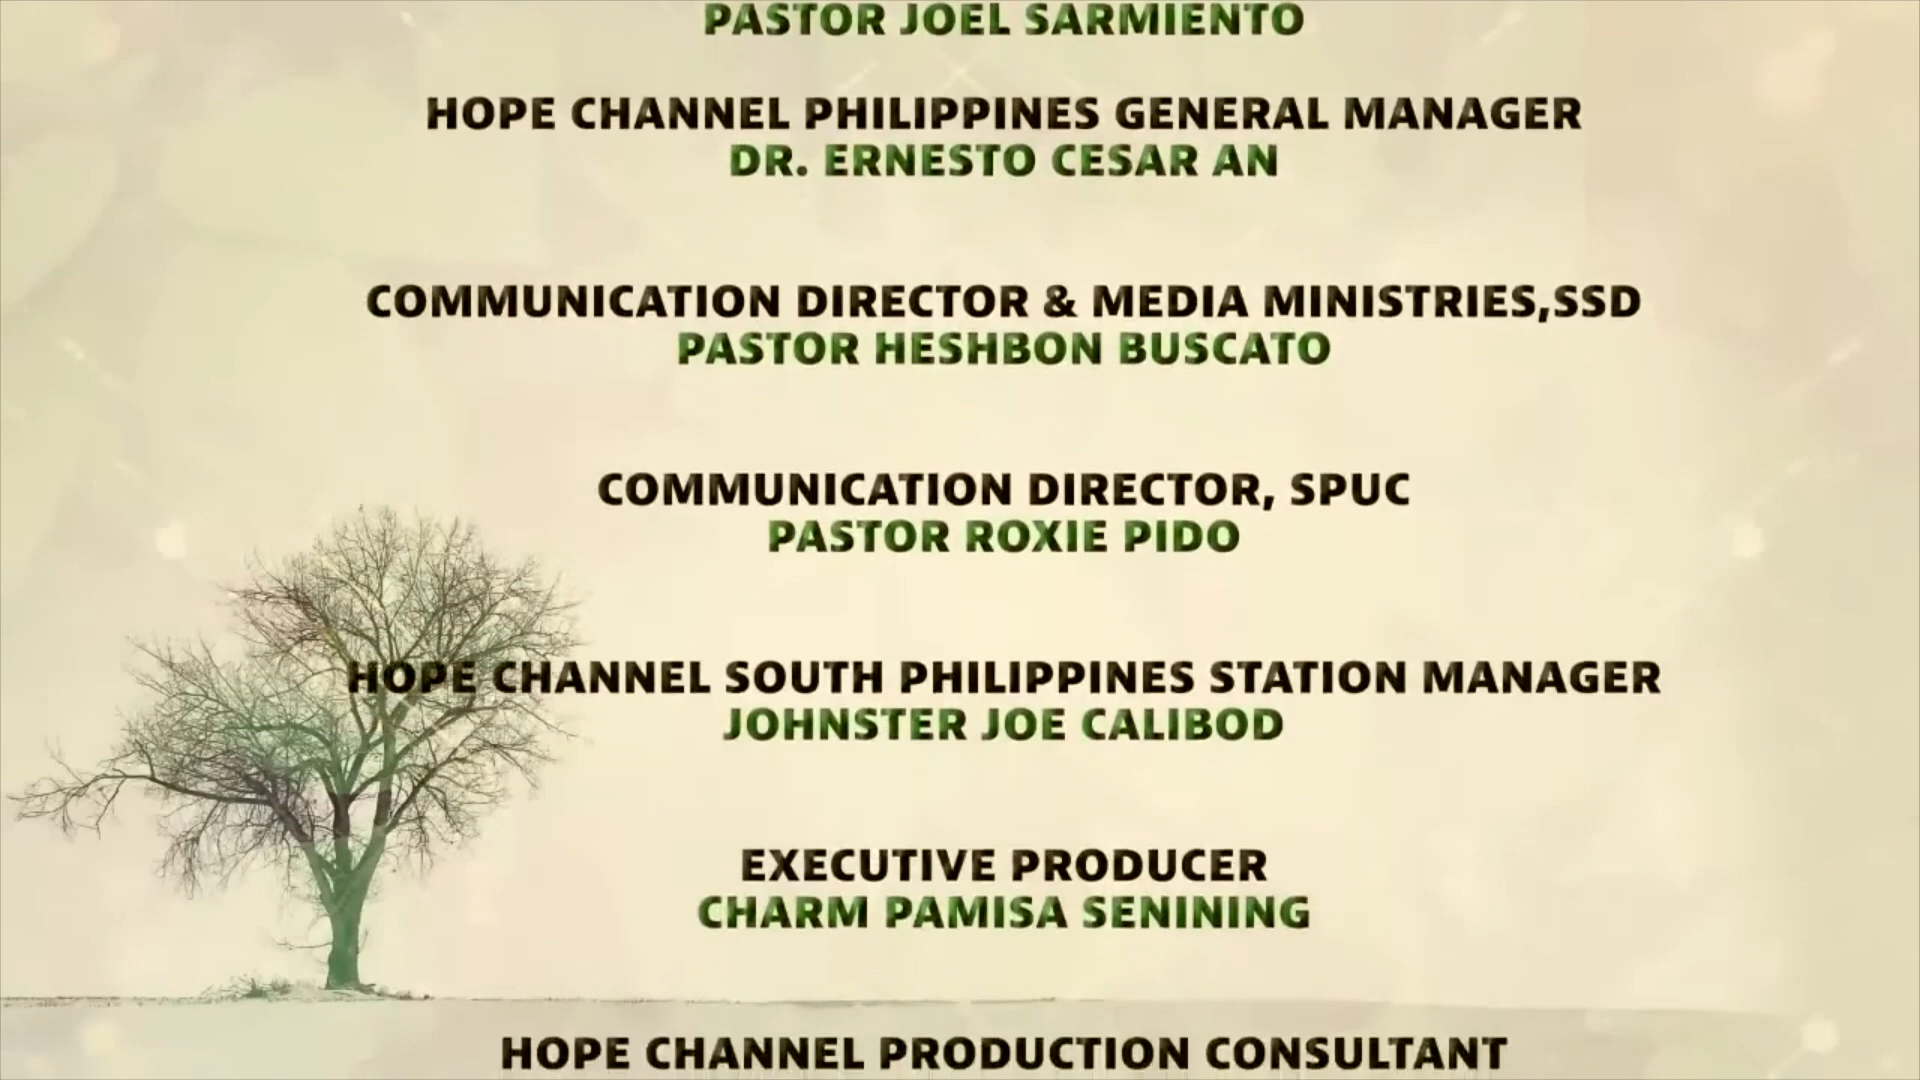 PASTOR JOEL SARMIENTO
HOPE CHANNEL PHILIPPINES GENERAL MANAGER
DR. ERNESTO CESAR AN
COMMUNICATION DIRECTOR & MEDIA MINISTRIES,SSD
PASTOR HESHBON BUSCATO
COMMUNICATION DIRECTOR, SPUC
PASTOR ROXIE PIDO
HOPE CHANNEL SOUTH PHILIPPINES STATION MANAGER
JOHNSTER JOE CALIBOD
EXECUTIVE PRODUCER
CHARM PAMISA SENINING
HOPE CHANNEL PRODUCTION CONSULTANT